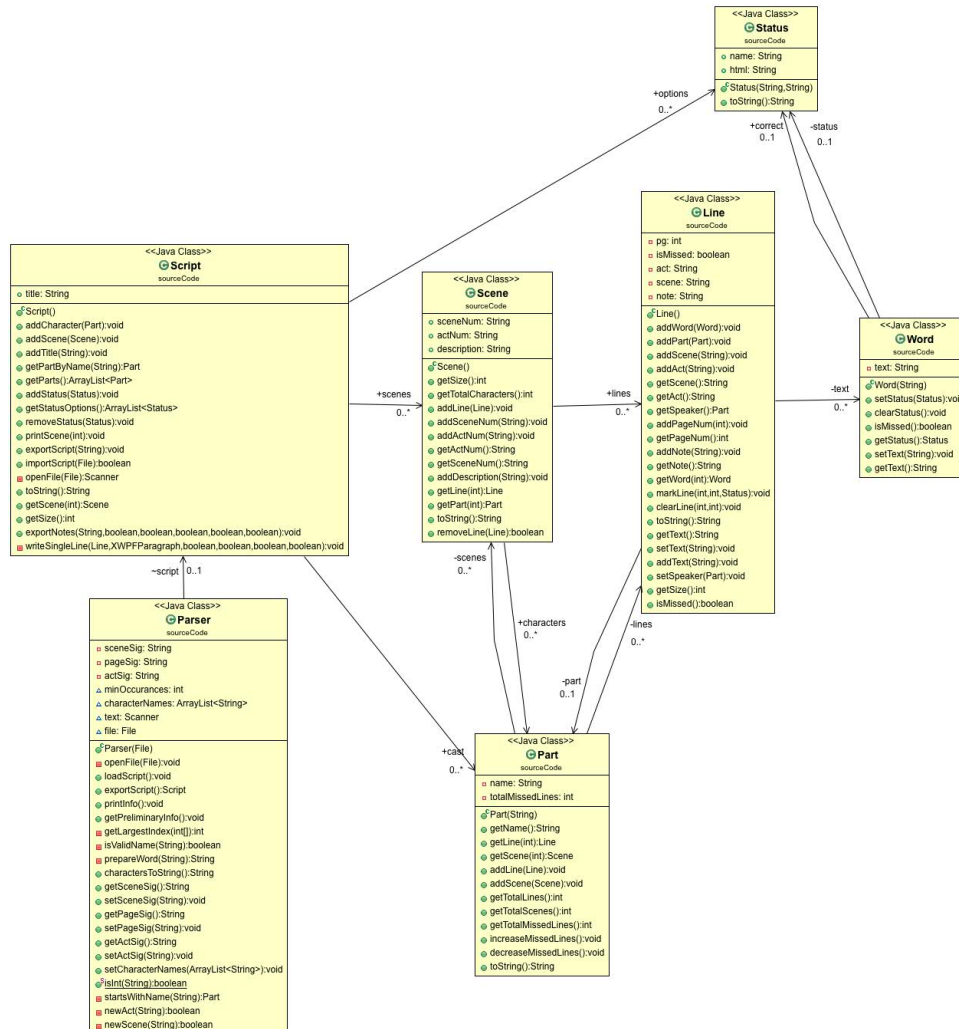 <<Java Class>>
Status
sourceCode
name: String
html: String
Status(String,String)
toString():String
+options
0..*
+correct
0..1
-status
0..1
<<Java Class>>
Script
sourceCode
title: String
Script()
addCharacter(Part):void
addScene(Scene):void
addTitle(String):void
getPartByName(String):Part
getParts():ArrayList<Part>
addStatus(Status):void
getStatusOptions():ArrayList<Status>
removeStatus(Status):void
printScene(int):void
exportScript(String):void
importScript(File):boolean
openFile(File):Scanner
toString():String
getScene(int):Scene
getSize():int
exportNotes(String,boolean,boolean,boolean,boolean,boolean):void
writeSingleLine(Line,XWPFParagraph,boolean,boolean,boolean,boolean):void
+scenes
0..*
<<Java Class>>
Scene
sourceCode
sceneNum: String
actNum: String
description: String
Scene()
getSize():int
getTotalCharacters():int
addLine(Line):void
addSceneNum(String):void
addActNum(String):void
getActNum():String
getSceneNum():String
addDescription(String):void
getLine(int):Line
getPart(int):Part
toString():String
removeLine(Line):boolean
+lines
0..*
<<Java Class>>
Line
sourceCode
pg: int
isMissed: boolean
act: String
scene: String
note: String
Line()
addWord(Word):void
addPart(Part):void
addScene(String):void
addAct(String):void
getScene():String
getAct():String
getSpeaker():Part
addPageNum(int):void
getPageNum():int
addNote(String):void
getNote():String
getWord(int):Word
markLine(int,int,Status):void
clearLine(int,int):void
toString():String
getText():String
setText(String):void
addText(String):void
setSpeaker(Part):void
getSize():int
isMissed():boolean
-text
0..*
<<Java Class>>
Word
sourceCode
text: String
Word(String)
setStatus(Status):void
clearStatus():void
isMissed():boolean
getStatus():Status
setText(String):void
getText():String
~script
0..1
-scenes
0..*
+characters
0..*
-lines
0..*
-part
0..1
+cast
0..*
<<Java Class>>
Parser
sourceCode
sceneSig: String
pageSig: String
actSig: String
minOccurances: int
characterNames: ArrayList<String>
text: Scanner
file: File
Parser(File)
openFile(File):void
loadScript():void
exportScript():Script
printInfo():void
getPreliminaryInfo():void
getLargestIndex(int[]):int
isValidName(String):boolean
prepareWord(String):String
charactersToString():String
getSceneSig():String
setSceneSig(String):void
getPageSig():String
setPageSig(String):void
getActSig():String
setActSig(String):void
setCharacterNames(ArrayList<String>):void
isInt(String):boolean
startsWithName(String):Part
newAct(String):boolean
newScene(String):boolean
<<Java Class>>
Part
sourceCode
name: String
totalMissedLines: int
Part(String)
getName():String
getLine(int):Line
getScene(int):Scene
addLine(Line):void
addScene(Scene):void
getTotalLines():int
getTotalScenes():int
getTotalMissedLines():int
increaseMissedLines():void
decreaseMissedLines():void
toString():String